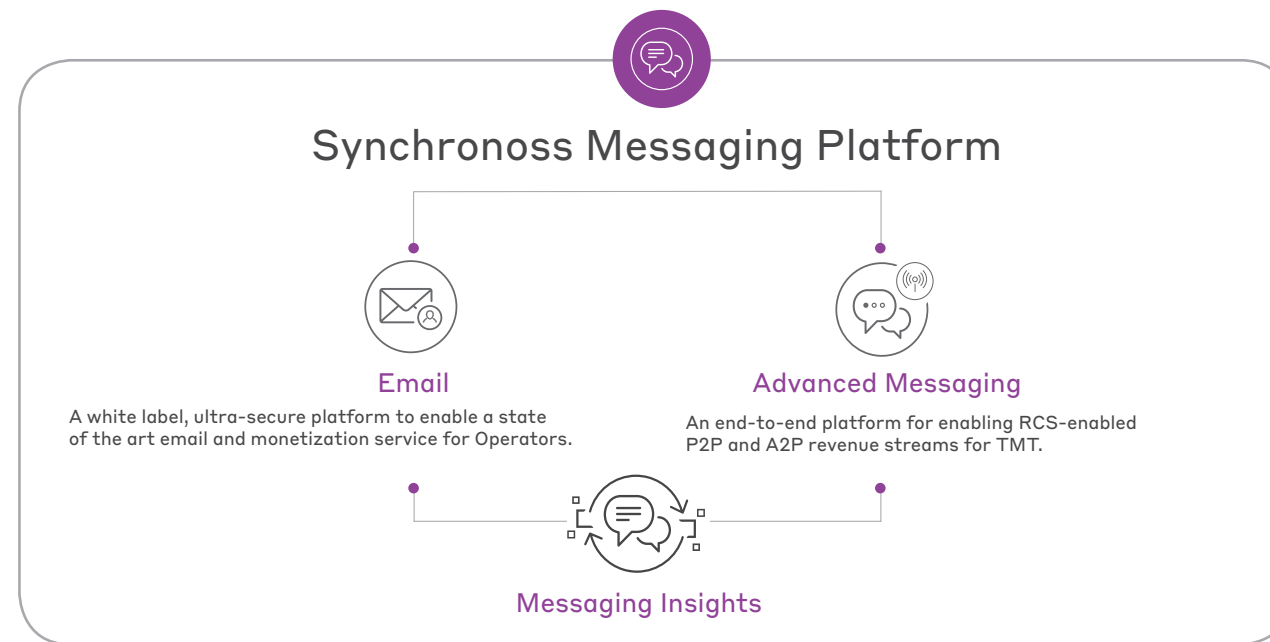 Synchronoss Messaging Platform
Email
A white label, ultra-secure platform to enable a state
of the art email and monetization service for Operators.
Advanced Messaging
An end-to-end platform for enabling RCS-enabled
P2P and A2P revenue streams for TMT.
Messaging Insights